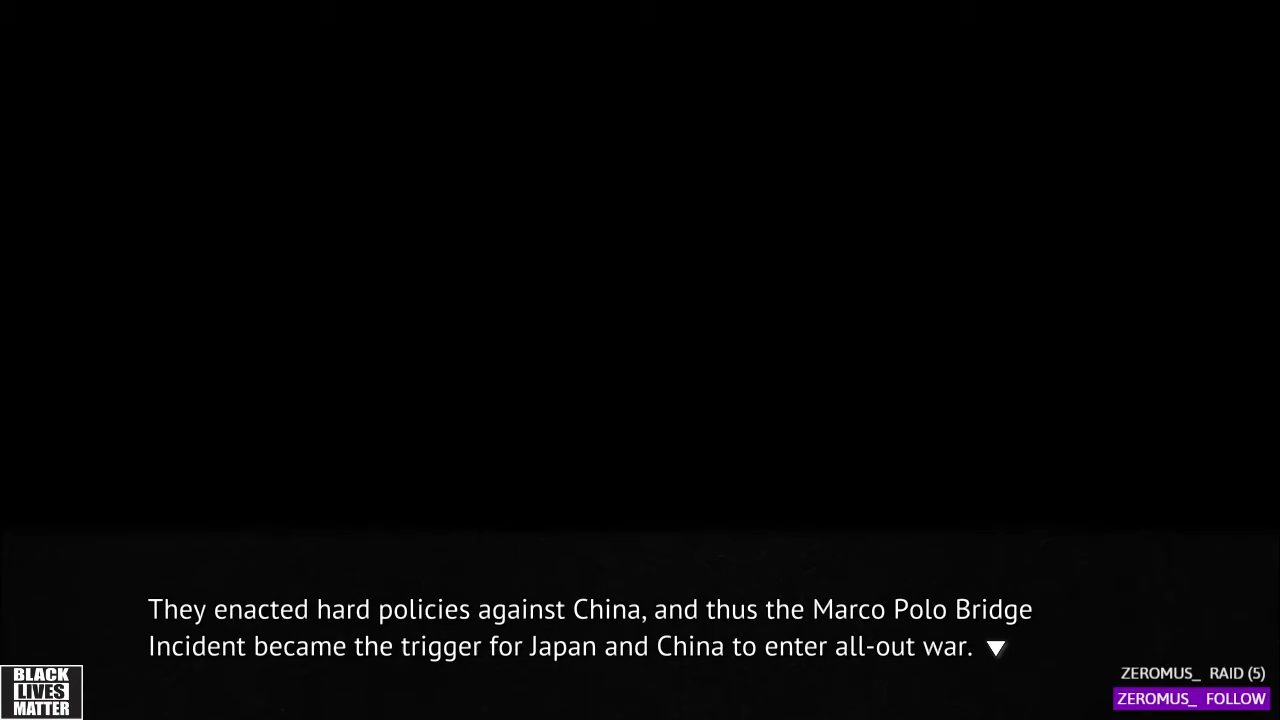 They enacted hard policies against China, and thus the Marco Polo Bridge
Incident became the trigger for Japan and China to enter all-out war.
BLACK
LIVES
MATTER
ZEROMUS_ RAID (5)
ZEROMUS_ FOLLOW